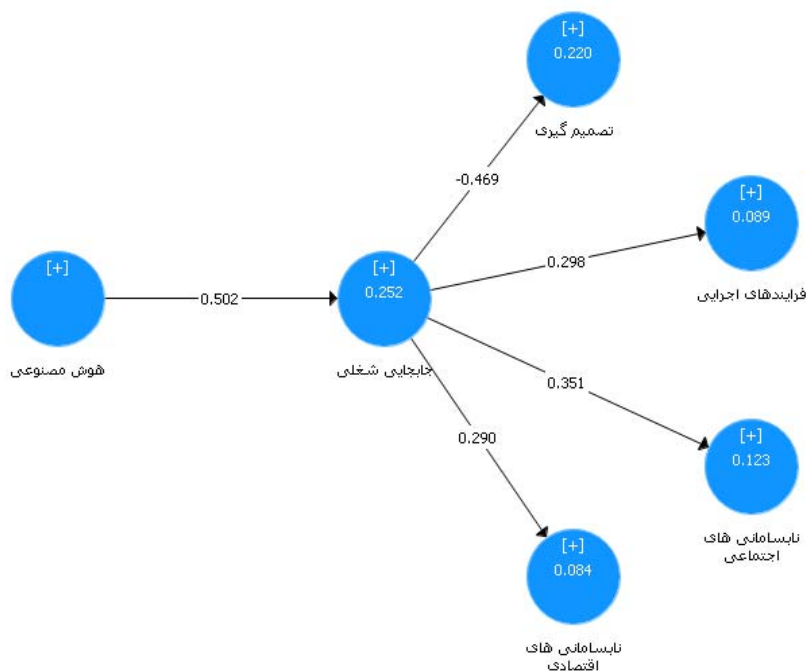 [+]
0.220
تصمیم گیری
-0.469
[+]
0.089
فرایندهای اجرایی
0.298
[+]
هوش مصنوعی
0.502
[+]
0.252
جابجایی شغلی
0.351
[+]
0.123
نابسامانی های
اجتماعی
0.290
[+]
0.084
نابسامانی های
اقتصادی